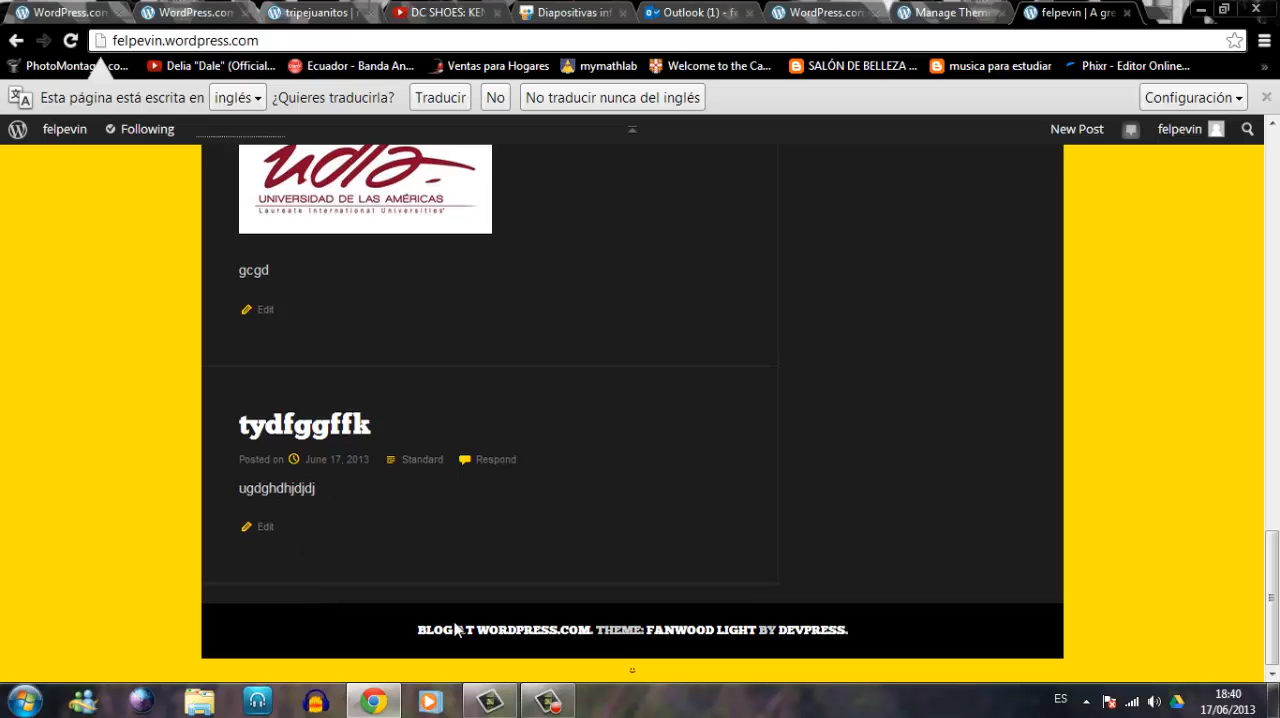 WordPress.com
WordPress.com
tripejuanitos |
DC SHOES: KEN
Diapositivas inf
Outlook (1) - fe
WordPress.com
Manage Them
felpevin | A gre
felpevin.wordpress.com
PhotoMontag
Delia "Dale" (Official...
Ecuador - Banda An...
Ventas para Hogares
mymathlab
Welcome to the Ca...
SALÓN DE BELLEZA ...
musica para estudiar
Phixr - Editor Online...
»
Esta página está escrita en inglés ¿Quieres traducirla? Traducir No No traducir nunca del inglés Configuración
felpevin Following New Post felpevin
udla
UNIVERSIDAD DE LAS AMÉRICAS
Laureate International Universities®
gcgd
Edit
tydfggffk
Posted on June 17, 2013 Standard Respond
ugdghdhjdjdj
Edit
BLOG AT WORDPRESS.COM. THEME: FANWOOD LIGHT BY DEVPRESS.
ES
18:40
17/06/2013